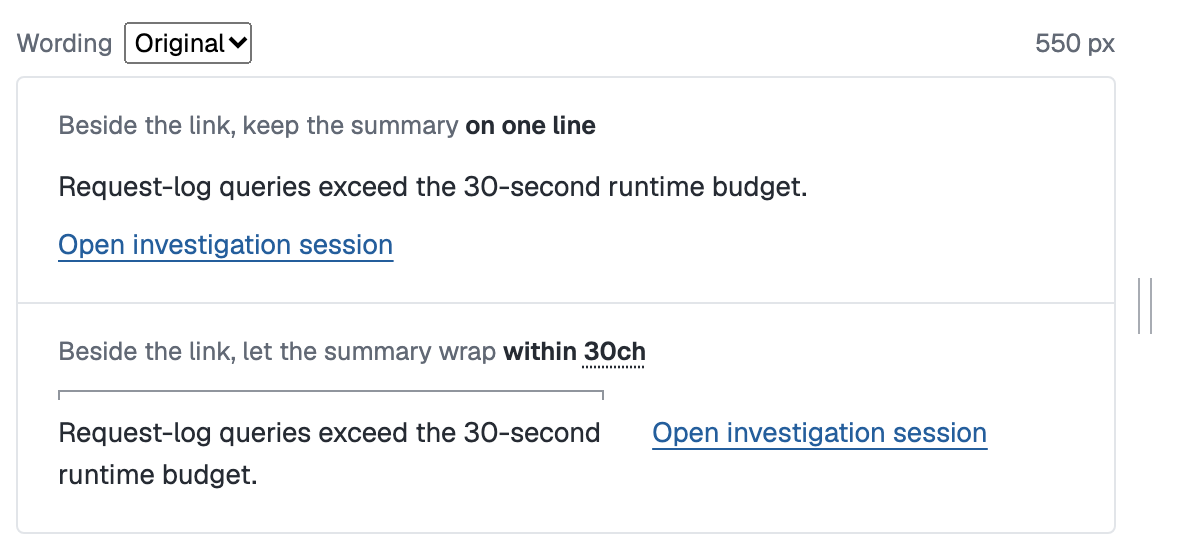 Wording Original 550 px
Beside the link, keep the summary on one line
Request-log queries exceed the 30-second runtime budget.
Open investigation session
Beside the link, let the summary wrap within 30ch
Request-log queries exceed the 30-second Open investigation session
runtime budget.